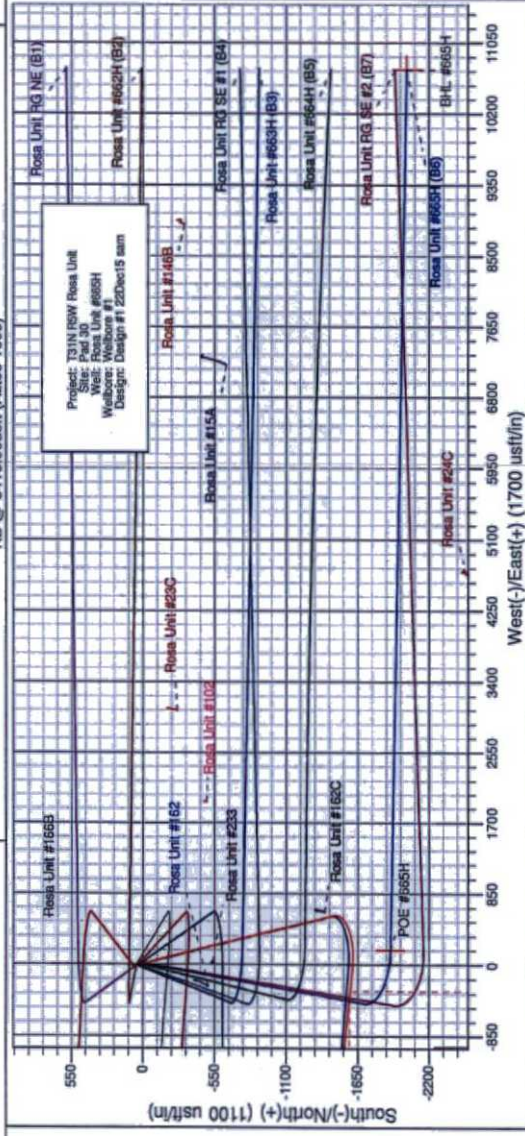 Rosa Unit RG NE (B1)
Rosa Unit #662H (B2)
Rosa Unit RG SE #1 (B4)
Rosa Unit #663H (B3)
Rosa Unit #664H (B5)
Rosa Unit RG SE #2 (B7)
BHL #665H
Rosa Unit #665H (B6)
Project: T31N R5W Rosa Unit
Site: Pad 30
Well: Rosa Unit #665H
Wellbore: Wellbore #1
Design: Design #1 22Dec15 sam
Rosa Unit #146B
Rosa Unit #15A
Rosa Unit #24C
Rosa Unit #23C
Rosa Unit #102
Rosa Unit #166B
Rosa Unit #162
Rosa Unit #233
Rosa Unit #162C
POE #665H
550
0
-550
-1100
-1650
-2200
South(-)/North(+) (1100 usft/in)
-850
0
850
1700
2550
3400
4250
5100
5950
6800
7650
8500
9350
10200
11050
West(-)/East(+) (1700 usft/in)